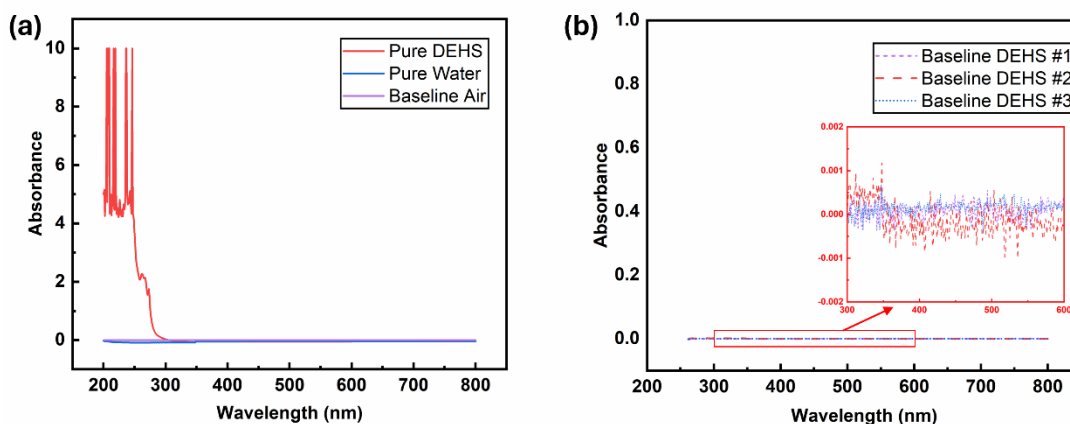 (a)
10
8
6
4
2
0
Absorbance
200 300 400 500 600 700 800
Wavelength (nm)
Pure DEHS
Pure Water
Baseline Air
(b)
1.0
0.8
0.6
0.4
0.2
0.0
Absorbance
200 300 400 500 600 700 800
Wavelength (nm)
Baseline DEHS #1
Baseline DEHS #2
Baseline DEHS #3
0.002
0.001
0.000
-0.001
-0.002
300 400 500 600